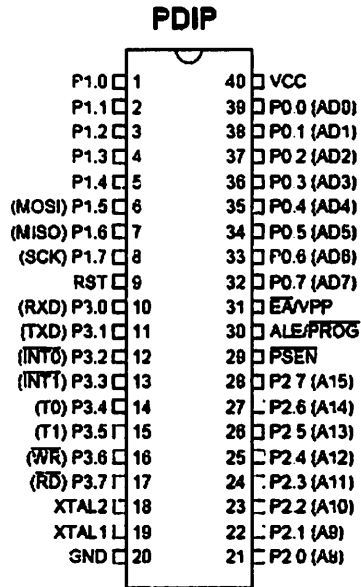 PDIP
P1.0 1 40 VCC
P1.1 2 39 P0.0 (AD0)
P1.2 3 38 P0.1 (AD1)
P1.3 4 37 P0.2 (AD2)
P1.4 5 36 P0.3 (AD3)
(MOSI) P1.5 6 35 P0.4 (AD4)
(MISO) P1.6 7 34 P0.5 (AD5)
(SCK) P1.7 8 33 P0.6 (AD6)
RST 9 32 P0.7 (AD7)
(RXD) P3.0 10 31 E̅A̅/VPP
(TXD) P3.1 11 30 ALE/P̅R̅O̅G̅
(I̅N̅T̅0̅) P3.2 12 29 P̅S̅E̅N̅
(I̅N̅T̅1̅) P3.3 13 28 P2.7 (A15)
(T0) P3.4 14 27 P2.6 (A14)
(T1) P3.5 15 26 P2.5 (A13)
(W̅R̅) P3.6 16 25 P2.4 (A12)
(R̅D̅) P3.7 17 24 P2.3 (A11)
XTAL2 18 23 P2.2 (A10)
XTAL1 19 22 P2.1 (A9)
GND 20 21 P2.0 (A8)